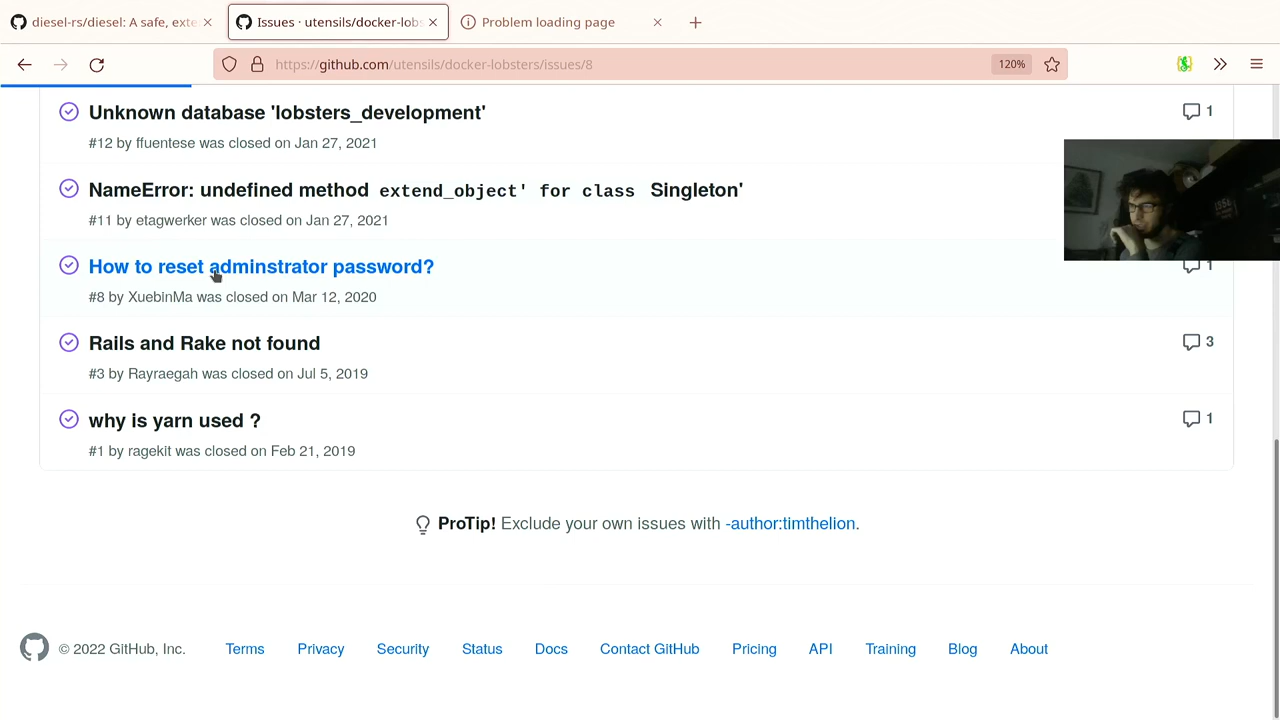 diesel-rs/diesel: A safe, exte
Issues · utensils/docker-lobs
Problem loading page
https://github.com/utensils/docker-lobsters/issues/8
120%
Unknown database 'lobsters_development'
1
#12 by ffuentese was closed on Jan 27, 2021
NameError: undefined method extend_object' for class Singleton'
#11 by etagwerker was closed on Jan 27, 2021
How to reset adminstrator password?
1
#8 by XuebinMa was closed on Mar 12, 2020
Rails and Rake not found
3
#3 by Rayraegah was closed on Jul 5, 2019
why is yarn used ?
1
#1 by ragekit was closed on Feb 21, 2019
ProTip! Exclude your own issues with -author:timthelion.
© 2022 GitHub, Inc. Terms Privacy Security Status Docs Contact GitHub Pricing API Training Blog About